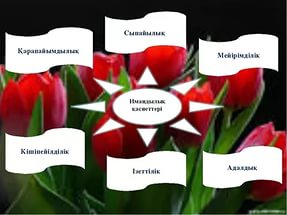 Сыпайылық
Қарапайымдылық
Мейірімділік
Имандылық
қасиеттері
Кішіпейілділік
Ізеттілік
Адалдық